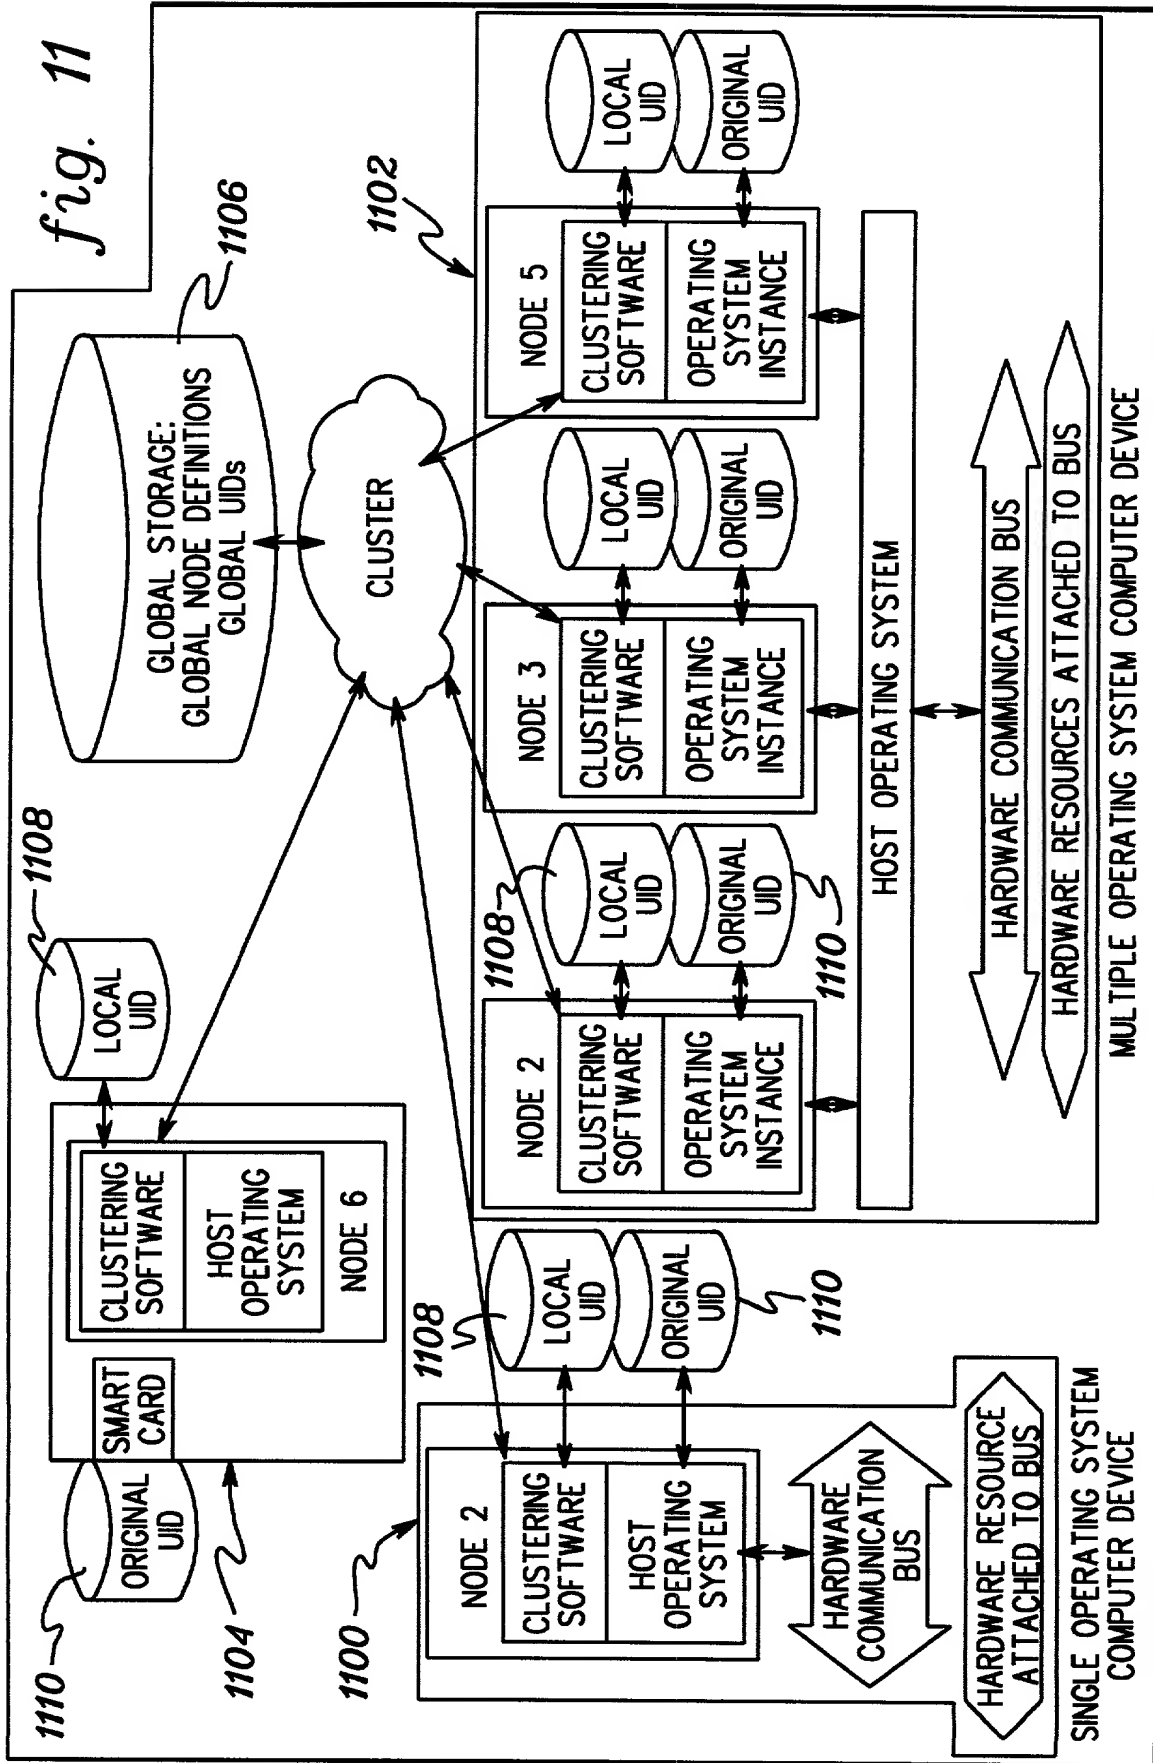 fig. 11
1106
GLOBAL STORAGE:
GLOBAL NODE DEFINITIONS
GLOBAL UIDs
CLUSTER
1110
ORIGINAL
UID
SMART
CARD
1104
CLUSTERING
SOFTWARE
HOST
OPERATING
SYSTEM
NODE 6
LOCAL
UID
1108
1100
NODE 2
CLUSTERING
SOFTWARE
HOST
OPERATING
SYSTEM
HARDWARE
COMMUNICATION
BUS
HARDWARE RESOURCE
ATTACHED TO BUS
SINGLE OPERATING SYSTEM
COMPUTER DEVICE
1108
LOCAL
UID
ORIGINAL
UID
1110
1102
NODE 2
CLUSTERING
SOFTWARE
OPERATING
SYSTEM
INSTANCE
1108
LOCAL
UID
ORIGINAL
UID
1110
NODE 3
CLUSTERING
SOFTWARE
OPERATING
SYSTEM
INSTANCE
LOCAL
UID
ORIGINAL
UID
NODE 5
CLUSTERING
SOFTWARE
OPERATING
SYSTEM
INSTANCE
LOCAL
UID
ORIGINAL
UID
HOST OPERATING SYSTEM
HARDWARE COMMUNICATION BUS
HARDWARE RESOURCES ATTACHED TO BUS
MULTIPLE OPERATING SYSTEM COMPUTER DEVICE